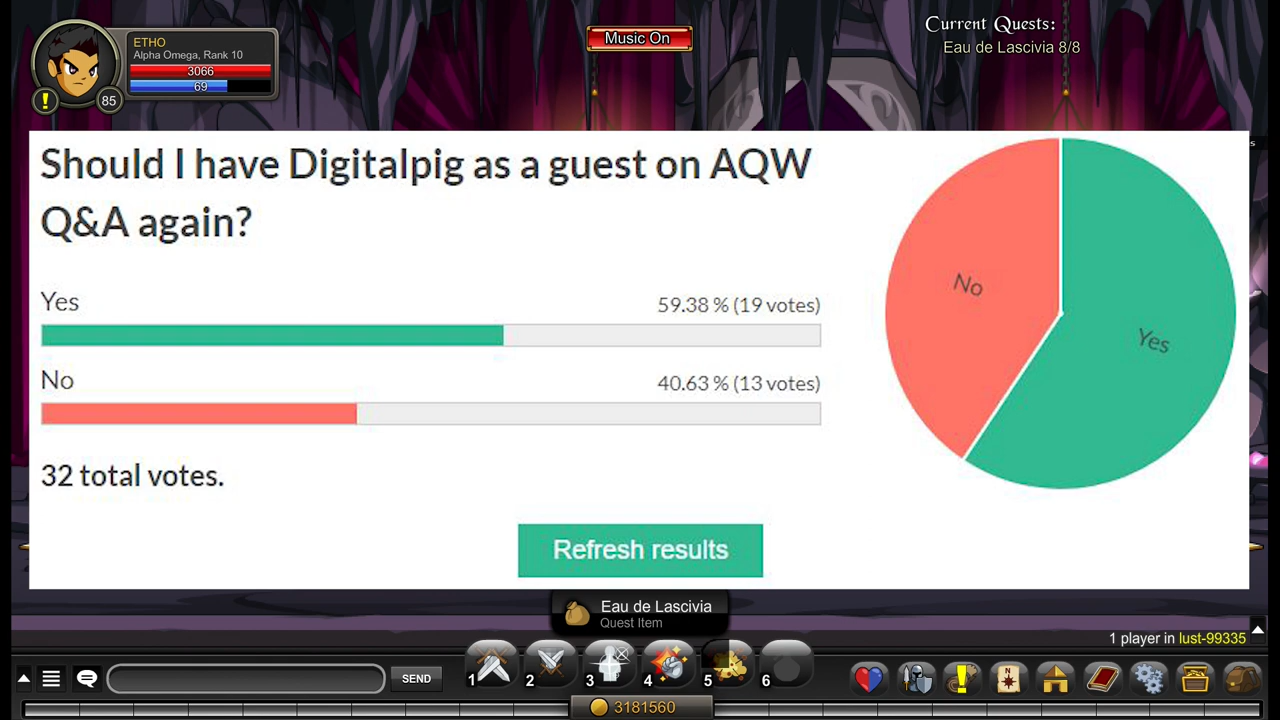 ETHO
Alpha Omega, Rank 10
3066
69
85
Music On
Current Quests:
Eau de Lascivia 8/8
Should I have Digitalpig as a guest on AQW
Q&A again?
Yes
59.38 % (19 votes)
No
40.63 % (13 votes)
32 total votes.
No
Yes
Refresh results
Eau de Lascivia
Quest Item
1 player in lust-99335
SEND
1
2
3
4
5
6
N
3181560